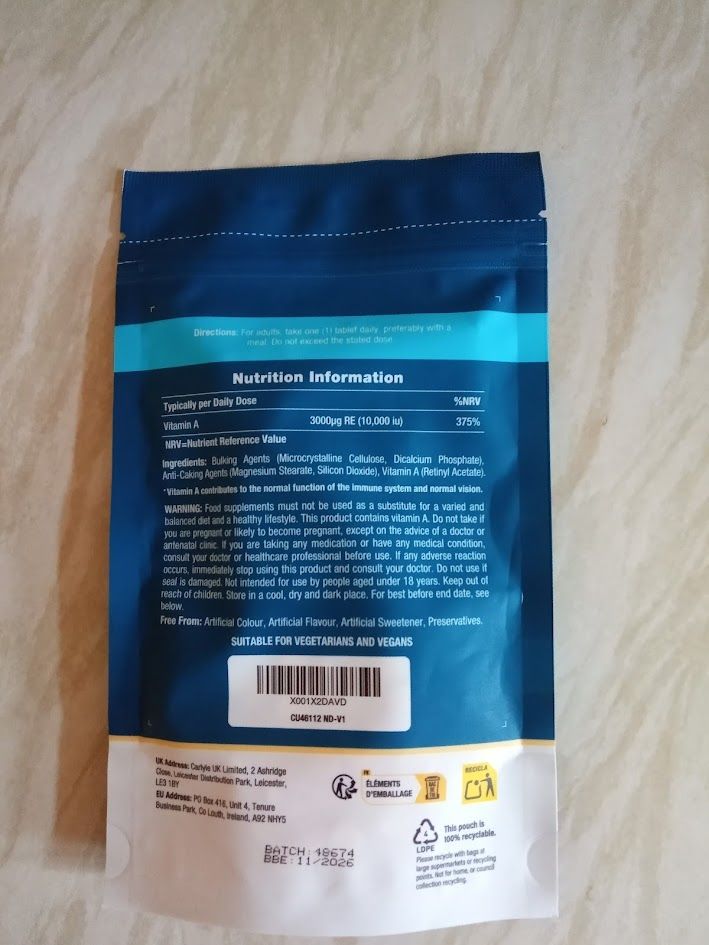 Directions: For adults, take one (1) tablet daily, preferably with a
meal. Do not exceed the stated dose.
Nutrition Information
Typically per Daily Dose %NRV
Vitamin A 3000µg RE (10,000 iu) 375%
NRV=Nutrient Reference Value
Ingredients: Bulking Agents (Microcrystalline Cellulose, Dicalcium Phosphate),
Anti-Caking Agents (Magnesium Stearate, Silicon Dioxide), Vitamin A (Retinyl Acetate).
*Vitamin A contributes to the normal function of the immune system and normal vision.
WARNING: Food supplements must not be used as a substitute for a varied and
balanced diet and a healthy lifestyle. This product contains vitamin A. Do not take if
you are pregnant or likely to become pregnant, except on the advice of a doctor or
antenatal clinic. If you are taking any medication or have any medical condition,
consult your doctor or healthcare professional before use. If any adverse reaction
occurs, immediately stop using this product and consult your doctor. Do not use if
seal is damaged. Not intended for use by people aged under 18 years. Keep out of
reach of children. Store in a cool, dry and dark place. For best before end date, see
below.
Free From: Artificial Colour, Artificial Flavour, Artificial Sweetener, Preservatives.
SUITABLE FOR VEGETARIANS AND VEGANS
X001X2DAVD
CU46112 ND-V1
UK Address: Carlyle UK Limited, 2 Ashridge
Close, Leicester Distribution Park, Leicester,
LE3 1BY
EU Address: PO Box 418, Unit 4, Tenure
Business Park, Co Louth, Ireland, A92 NHY5
BATCH:48674
BBE:11/2026
FR
ÉLÉMENTS
D'EMBALLAGE
BAC
DE
TRI
RECICLA
4
LDPE
This pouch is
100% recyclable.
Please recycle with bags at
large supermarkets or recycling
points. Not for home, or council
collection recycling.